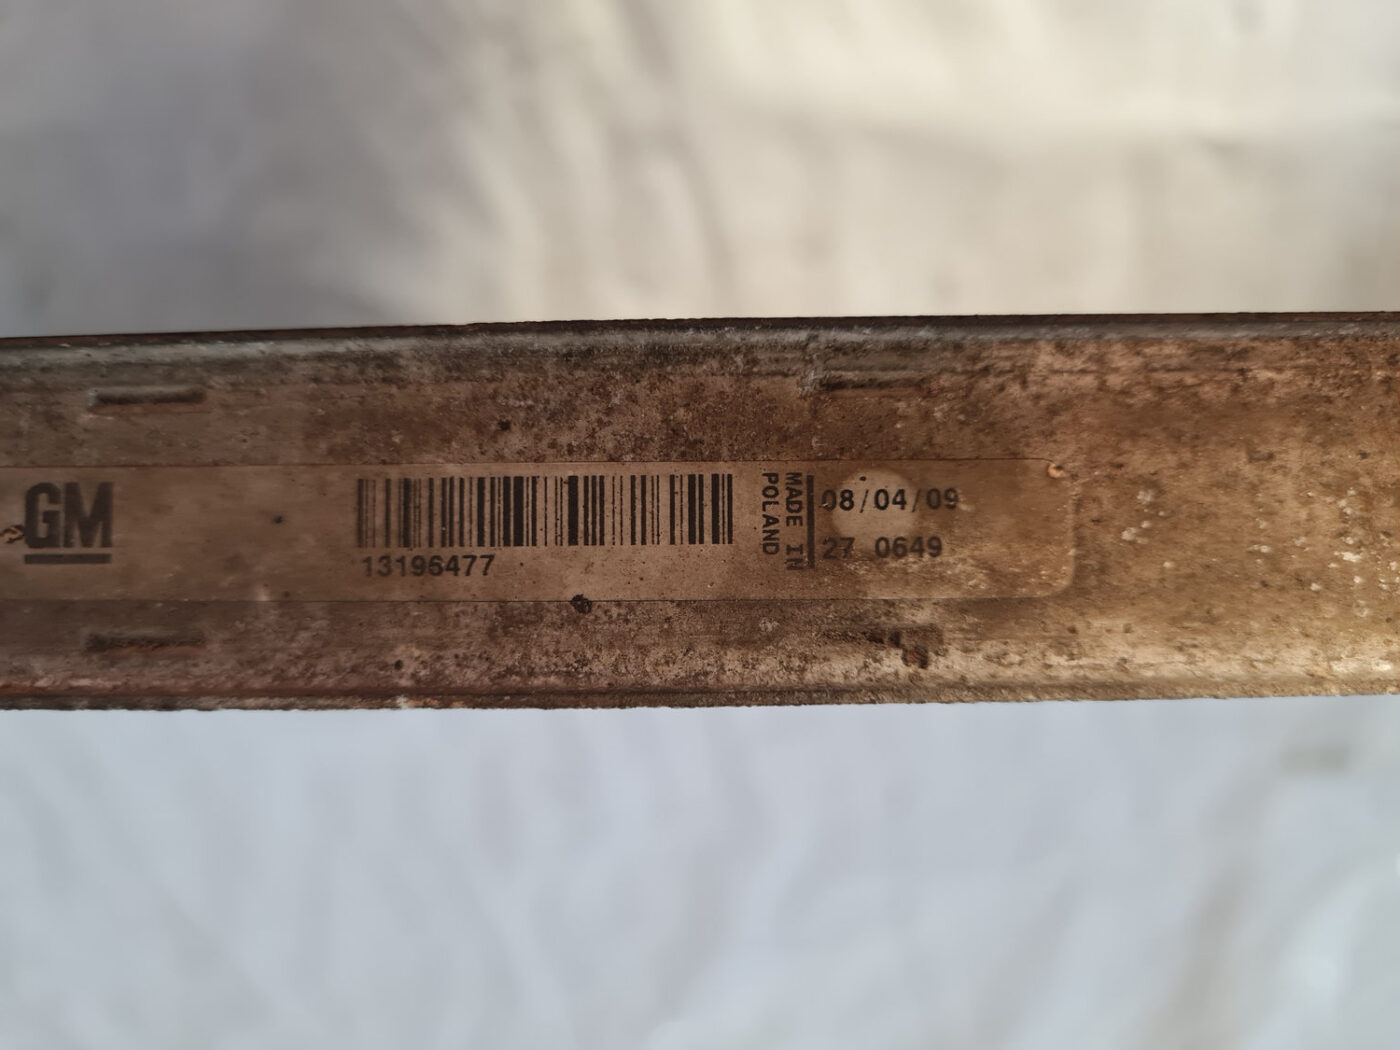 GM
13196477
MADE IN
POLAND
08/04/09
27 0649